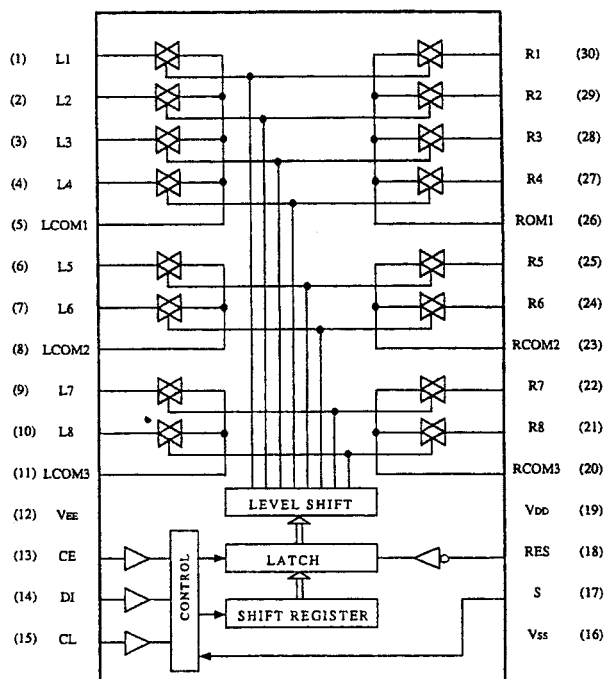 (1) L1 R1 (30)
(2) L2 R2 (29)
(3) L3 R3 (28)
(4) L4 R4 (27)
(5) LCOM1 ROM1 (26)
(6) L5 R5 (25)
(7) L6 R6 (24)
(8) LCOM2 RCOM2 (23)
(9) L7 R7 (22)
(10) L8 R8 (21)
(11) LCOM3 RCOM3 (20)
LEVEL SHIFT
(12) VEE VDD (19)
(13) CE LATCH RES (18)
CONTROL
(14) DI SHIFT REGISTER S (17)
(15) CL VSS (16)